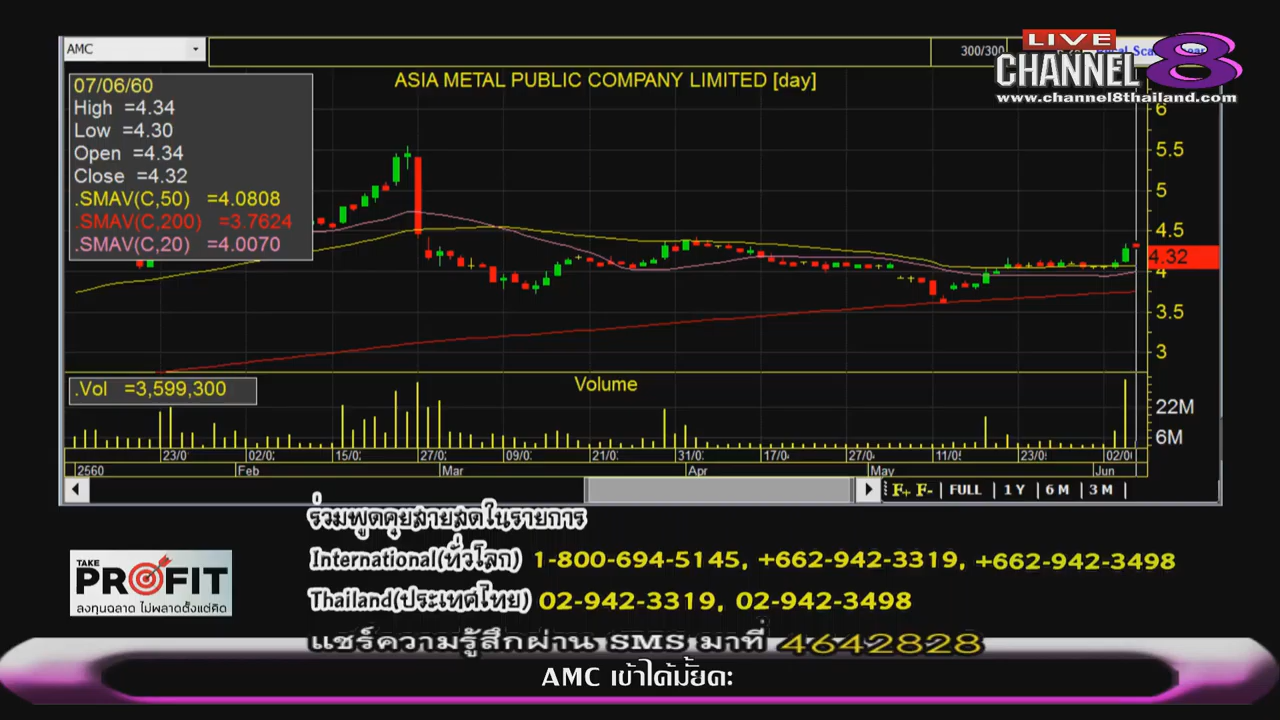 AMC
300/300
LIVE
CHANNEL 8
www.channel8thailand.com
ASIA METAL PUBLIC COMPANY LIMITED [day]
07/06/60
High =4.34
Low =4.30
Open =4.34
Close =4.32
.SMAV(C,50) =4.0808
.SMAV(C,200) =3.7624
.SMAV(C,20) =4.0070
6
5.5
5
4.5
4.32
4
3.5
3
.Vol =3,599,300
Volume
22M
6M
23/0 02/0 15/0 27/0 09/0 21/0 31/0 17/0 27/0 11/0 23/0 02/0
2560 Feb Mar Apr May Jun
F+ F- FULL 1 Y 6 M 3 M
ร่วมพูดคุยสายสดในรายการ
International(ทั่วโลก) 1-800-694-5145, +662-942-3319, +662-942-3498
TAKE
PROFIT
ลงทุนฉลาด ไม่พลาดตั้งแต่คิด
Thailand(ประเทศไทย) 02-942-3319, 02-942-3498
แชร์ความรู้สึกผ่าน SMS มาที่ 4642828
AMC เข้าได้มั้ยคะ